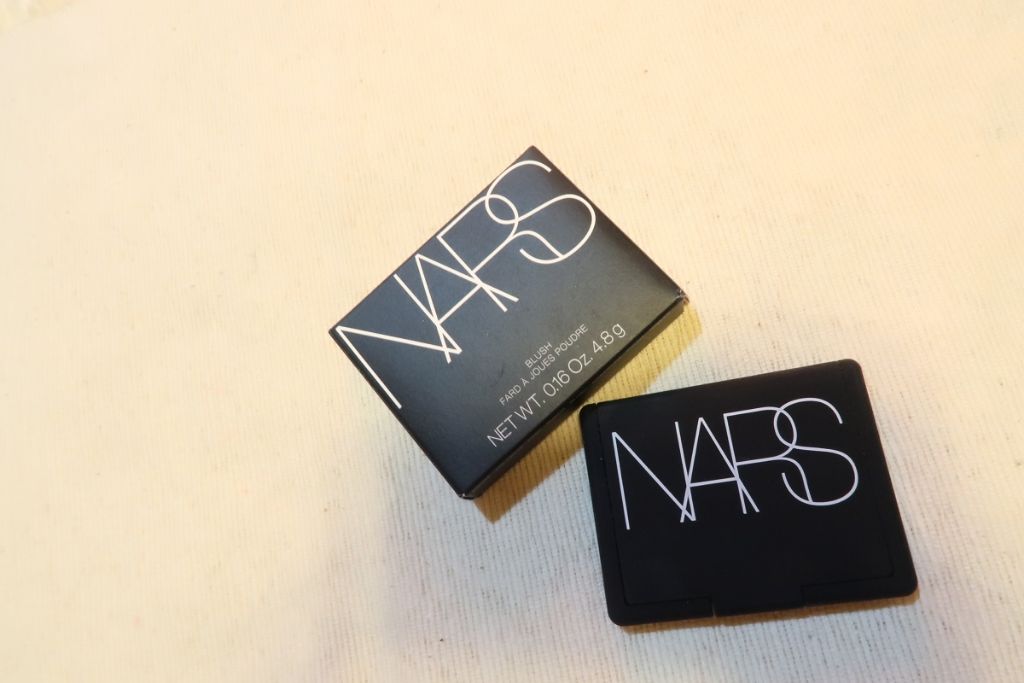 NARS
BLUSH
FARD À JOUES POUDRE
NET WT. 0.16 Oz. 4.8 g
NARS